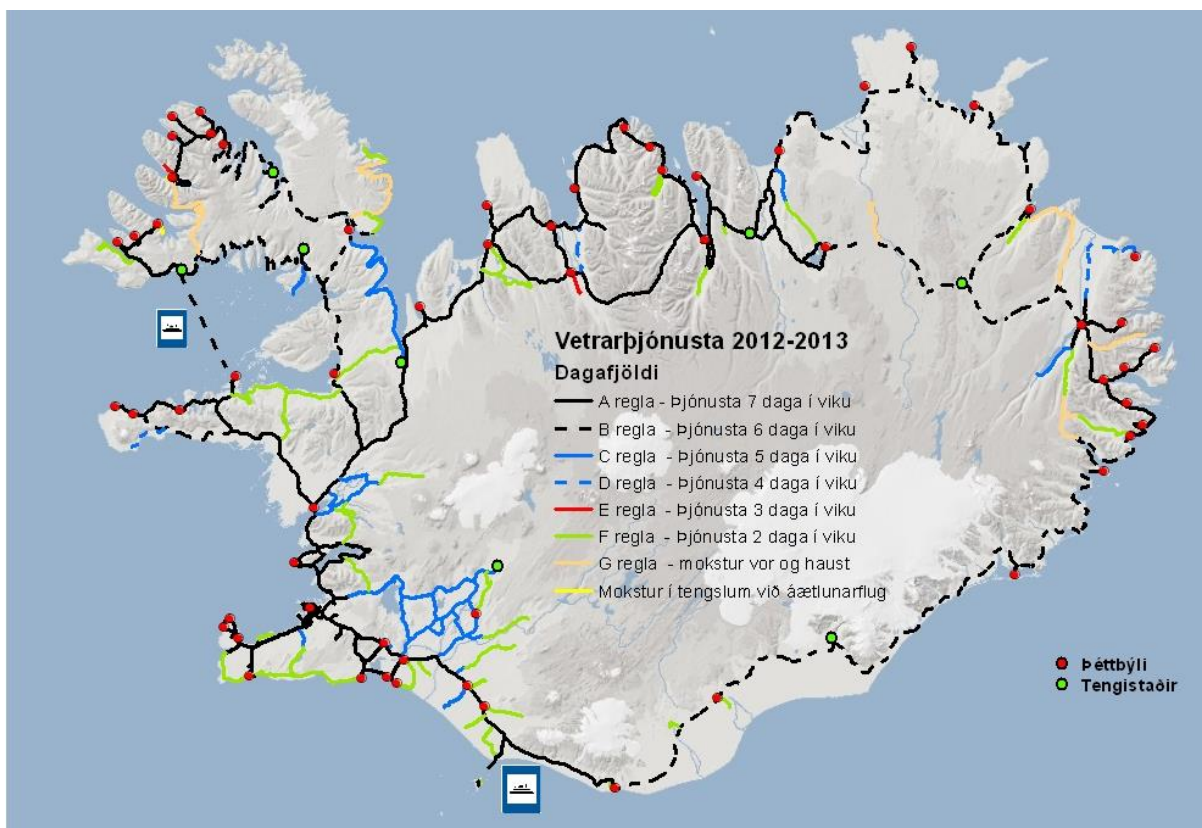 Vetrarþjónusta 2012-2013
Dagafjöldi
A regla - Þjónusta 7 daga í viku
B regla - Þjónusta 6 daga í viku
C regla - Þjónusta 5 daga í viku
D regla - Þjónusta 4 daga í viku
E regla - Þjónusta 3 daga í viku
F regla - Þjónusta 2 daga í viku
G regla - mokstur vor og haust
Mokstur í tengslum við áætlunarflug
Þéttbýli
Tengistaðir